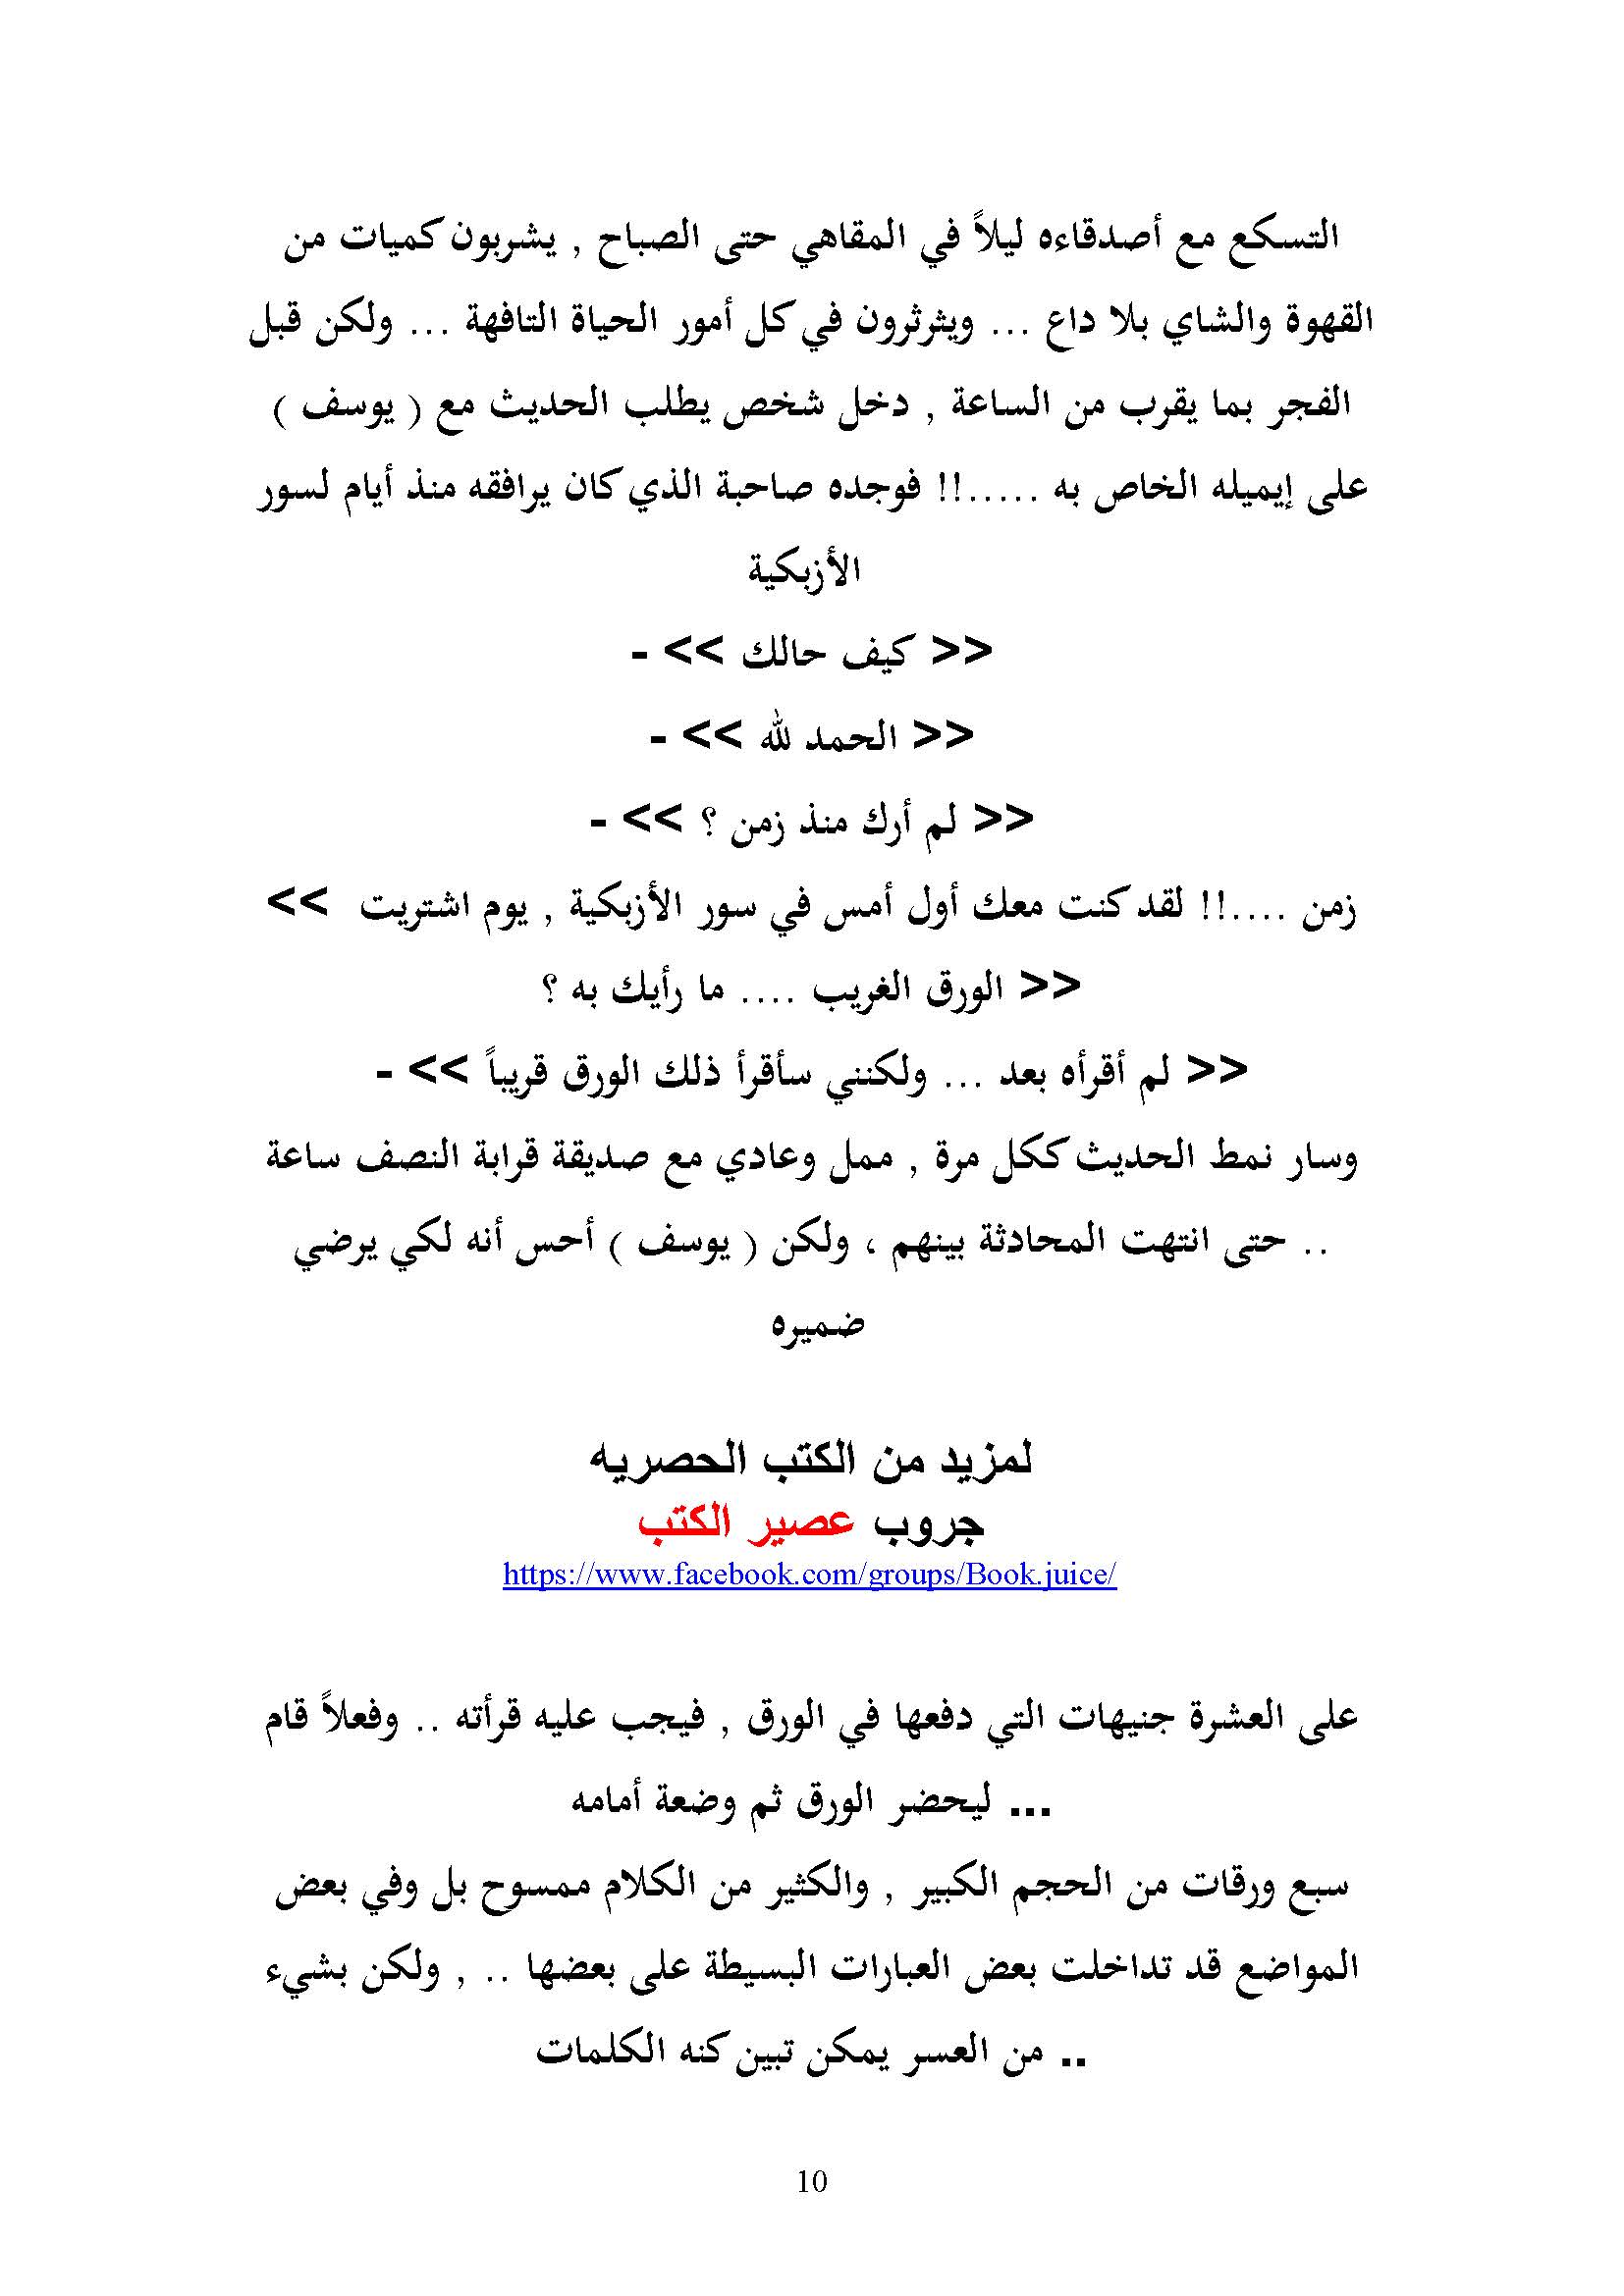 التسكع مع أصدقاءه ليلاً في المقاهي حتى الصباح , يشربون كميات من
القهوة والشاي بلا داع ... ويثرثرون في كل أمور الحياة التافهة ... ولكن قبل
الفجر بما يقرب من الساعة , دخل شخص يطلب الحديث مع ( يوسف )
على إيميله الخاص به .....!! فوجده صاحبة الذي كان يرافقه منذ أيام لسور
الأزبكية
<< كيف حالك >> -
<< الحمد لله >> -
<< لم أرك منذ زمن ؟ >> -
زمن ....!! لقد كنت معك أول أمس في سور الأزبكية , يوم اشتريت >>
<< الورق الغريب .... ما رأيك به ؟
<< لم أقرأه بعد ... ولكنني سأقرأ ذلك الورق قريباً >> -
وسار نمط الحديث ككل مرة , ممل وعادي مع صديقة قرابة النصف ساعة
.. حتى انتهت المحادثة بينهم ، ولكن ( يوسف ) أحس أنه لكي يرضي
ضميره
لمزيد من الكتب الحصريه
جروب عصير الكتب
https://www.facebook.com/groups/Book.juice/
على العشرة جنيهات التي دفعها في الورق , فيجب عليه قرأته .. وفعلاً قام
... ليحضر الورق ثم وضعة أمامه
سبع ورقات من الحجم الكبير , والكثير من الكلام ممسوح بل وفي بعض
المواضع قد تداخلت بعض العبارات البسيطة على بعضها .. , ولكن بشيء
.. من العسر يمكن تبين كنه الكلمات
10